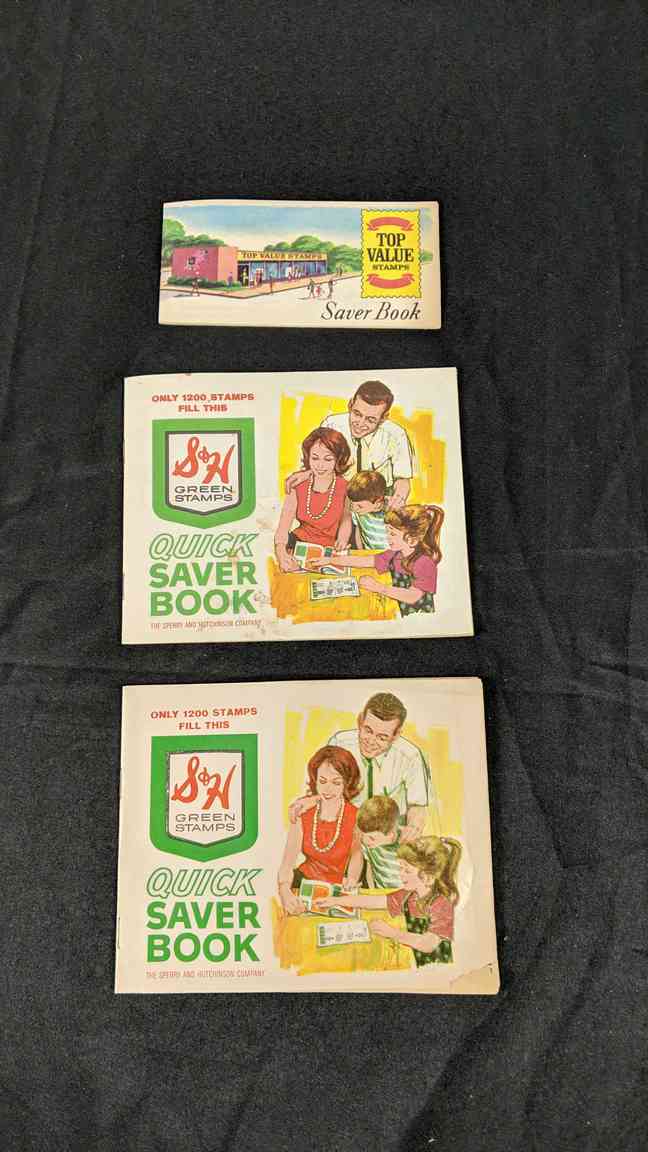 TOP VALUE STAMPS
TOP
VALUE
STAMPS
Saver Book
ONLY 1200 STAMPS
FILL THIS
S&H
GREEN
STAMPS
QUICK
SAVER
BOOK
THE SPERRY AND HUTCHINSON COMPANY
ONLY 1200 STAMPS
FILL THIS
S&H
GREEN
STAMPS
QUICK
SAVER
BOOK
THE SPERRY AND HUTCHINSON COMPANY